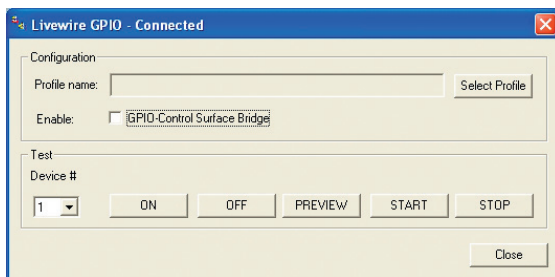 Livewire GPIO - Connected
Configuration
Profile name: Select Profile
Enable: GPIO-Control Surface Bridge
Test
Device #
1 ON OFF PREVIEW START STOP
Close